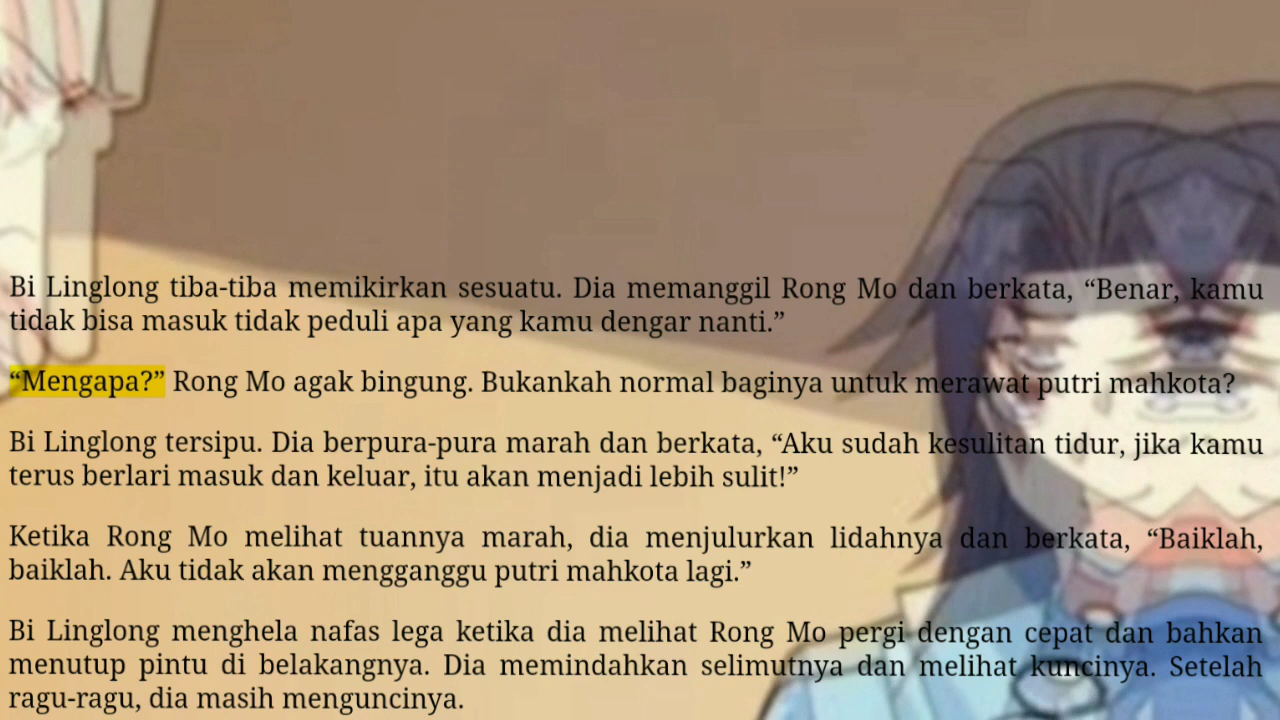 Bi Linglong tiba-tiba memikirkan sesuatu. Dia memanggil Rong Mo dan berkata, “Benar, kamu
tidak bisa masuk tidak peduli apa yang kamu dengar nanti.”
“Mengapa?” Rong Mo agak bingung. Bukankah normal baginya untuk merawat putri mahkota?
Bi Linglong tersipu. Dia berpura-pura marah dan berkata, “Aku sudah kesulitan tidur, jika kamu
terus berlari masuk dan keluar, itu akan menjadi lebih sulit!”
Ketika Rong Mo melihat tuannya marah, dia menjulurkan lidahnya dan berkata, “Baiklah,
baiklah. Aku tidak akan mengganggu putri mahkota lagi.”
Bi Linglong menghela nafas lega ketika dia melihat Rong Mo pergi dengan cepat dan bahkan
menutup pintu di belakangnya. Dia memindahkan selimutnya dan melihat kuncinya. Setelah
ragu-ragu, dia masih menguncinya.